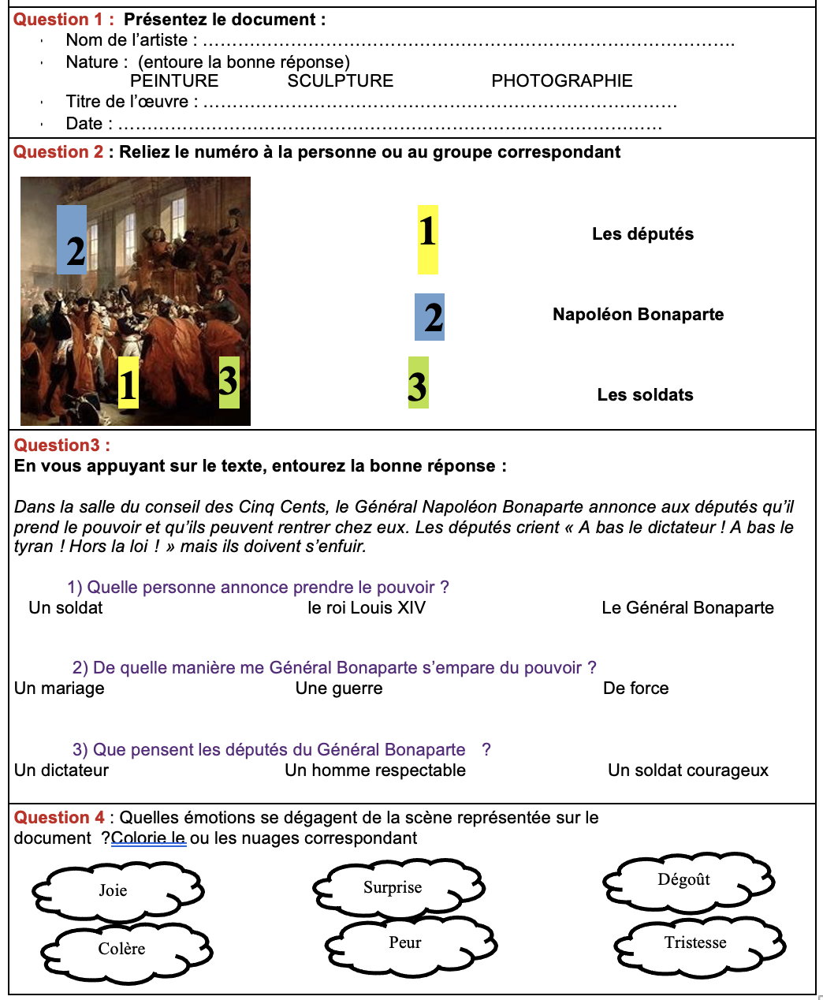 Question 1 : Présentez le document :
· Nom de l’artiste : ……………………………………………………………………………….
· Nature : (entoure la bonne réponse)
PEINTURE SCULPTURE PHOTOGRAPHIE
· Titre de l’œuvre : ………………………………………………………………………
· Date : …………………………………………………………………………………
Question 2 : Reliez le numéro à la personne ou au groupe correspondant
2
1
3
1 Les députés
2 Napoléon Bonaparte
3 Les soldats
Question3 :
En vous appuyant sur le texte, entourez la bonne réponse :
Dans la salle du conseil des Cinq Cents, le Général Napoléon Bonaparte annonce aux députés qu’il
prend le pouvoir et qu’ils peuvent rentrer chez eux. Les députés crient « A bas le dictateur ! A bas le
tyran ! Hors la loi ! » mais ils doivent s’enfuir.
1) Quelle personne annonce prendre le pouvoir ?
Un soldat le roi Louis XIV Le Général Bonaparte
2) De quelle manière me Général Bonaparte s’empare du pouvoir ?
Un mariage Une guerre De force
3) Que pensent les députés du Général Bonaparte ?
Un dictateur Un homme respectable Un soldat courageux
Question 4 : Quelles émotions se dégagent de la scène représentée sur le
document ?Colorie le ou les nuages correspondant
Joie Surprise Dégoût
Colère Peur Tristesse